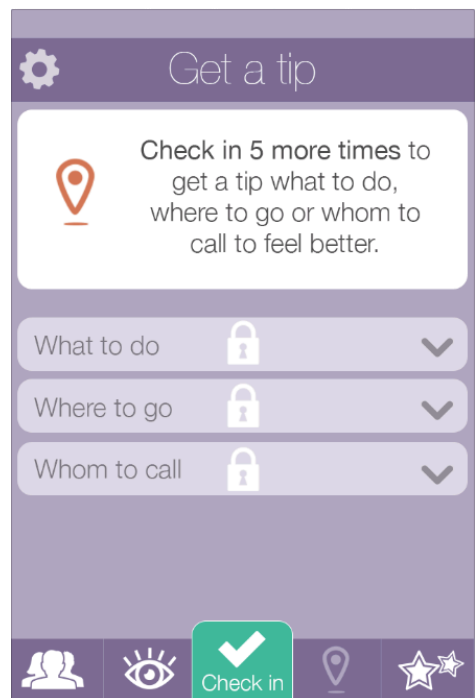 Get a tip
Check in 5 more times to
get a tip what to do,
where to go or whom to
call to feel better.
What to do
Where to go
Whom to call
Check in